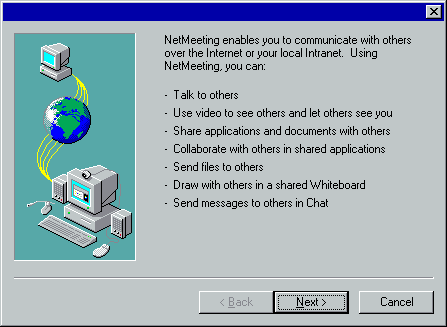 NetMeeting enables you to communicate with others
over the Internet or your local Intranet.  Using
NetMeeting, you can:
- Talk to others
- Use video to see others and let others see you
- Share applications and documents with others
- Collaborate with others in shared applications
- Send files to others
- Draw with others in a shared Whiteboard
- Send messages to others in Chat
< Back
Next >
Cancel